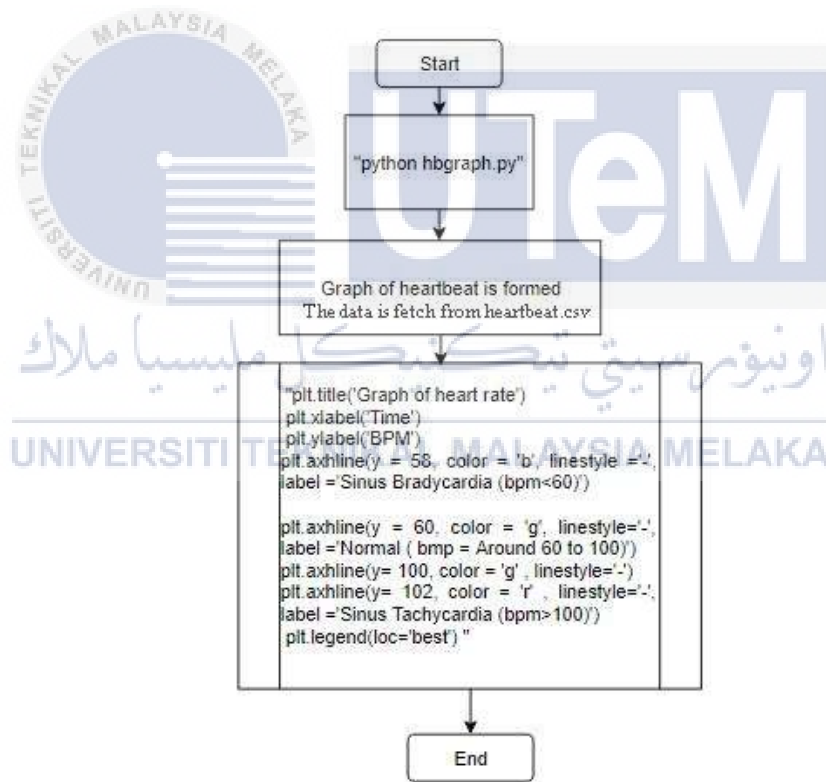 UNIVERSITI TEKNIKAL MALAYSIA MELAKA
UTeM
Start
"python hbgraph.py"
Graph of heartbeat is formed
The data is fetch from heartbeat.csv
اونيۏرسيتي تيكنيكل مليسيا ملاك
UNIVERSITI TEKNIKAL MALAYSIA MELAKA
"plt.title('Graph of heart rate')
plt.xlabel('Time')
plt.ylabel('BPM')
plt.axhline(y = 58, color = 'b', linestyle ='-',
label ='Sinus Bradycardia (bpm<60)')
plt.axhline(y = 60, color = 'g', linestyle='-',
label ='Normal ( bmp = Around 60 to 100)')
plt.axhline(y= 100, color = 'g' , linestyle='-')
plt.axhline(y= 102, color = 'r' , linestyle='-',
label ='Sinus Tachycardia (bpm>100)')
plt.legend(loc='best') "
End